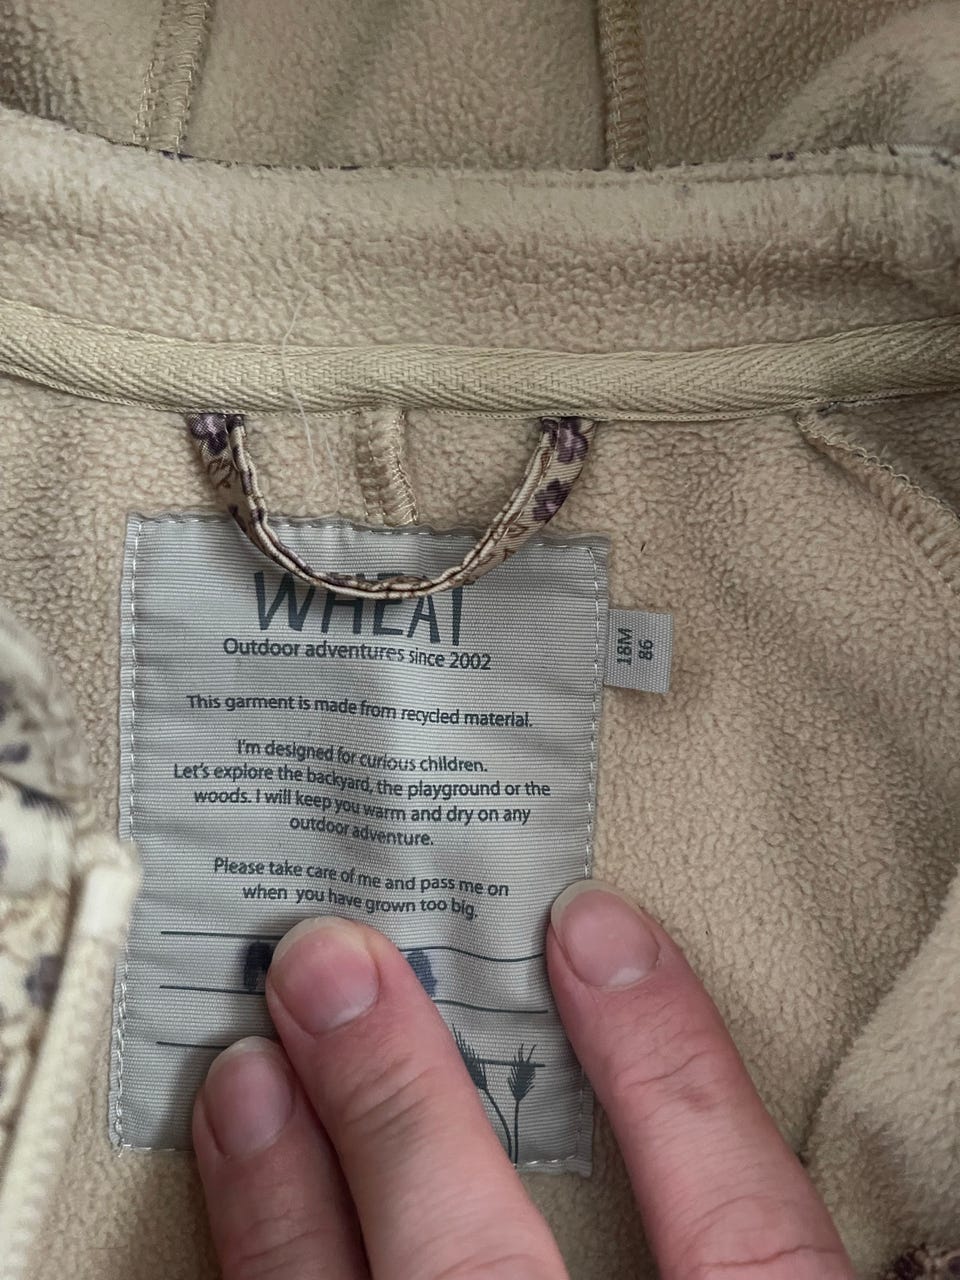 WHEAT
Outdoor adventures since 2002
18M
86
This garment is made from recycled material.
I'm designed for curious children.
Let's explore the backyard, the playground or the
woods. I will keep you warm and dry on any
outdoor adventure.
Please take care of me and pass me on
when you have grown too big.